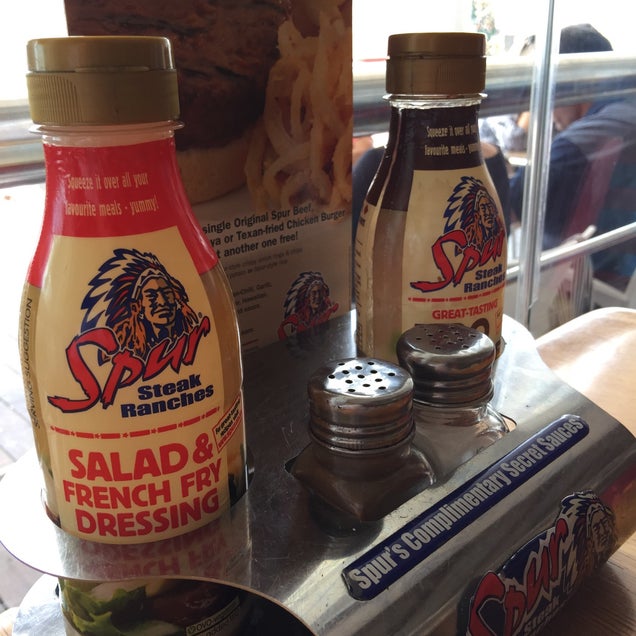 Squeeze it over all your
favourite meals - yummy!
Spur
Steak
Ranches
SALAD &
FRENCH FRY
DRESSING
single Original Spur Beef,
or Texan-fried Chicken Burger
t another one free!
Squeeze it over all your
favourite meals - yummy!
Spur
Steak
Ranches
GREAT-TASTING
Spur's Complimentary Secret Sauces
Spur
Steak